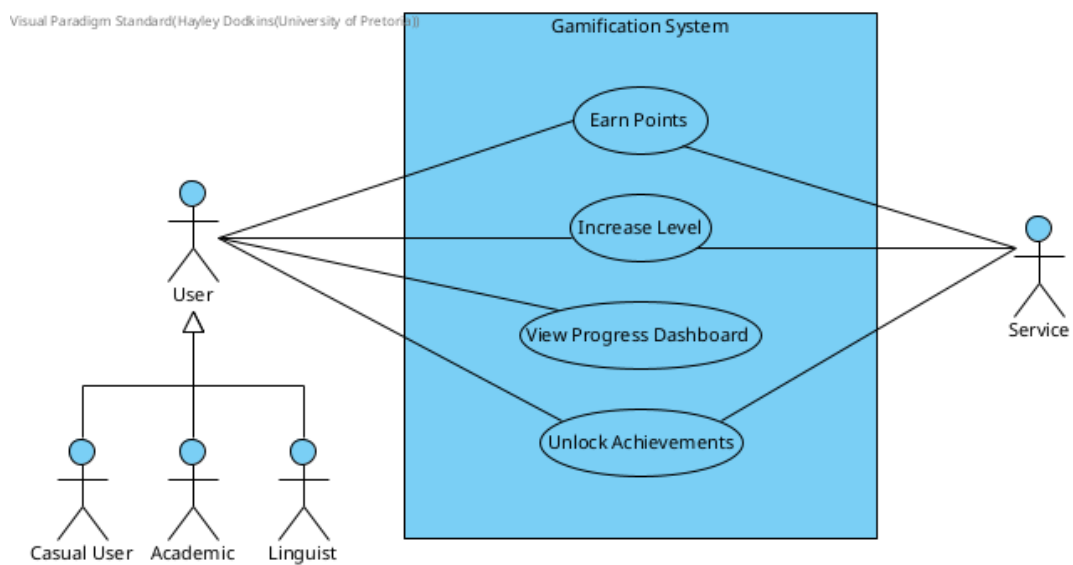 Visual Paradigm Standard(Hayley Dodkins(University of Pretoria))
Gamification System
Earn Points
Increase Level
User
Service
View Progress Dashboard
Unlock Achievements
Casual User
Academic
Linguist